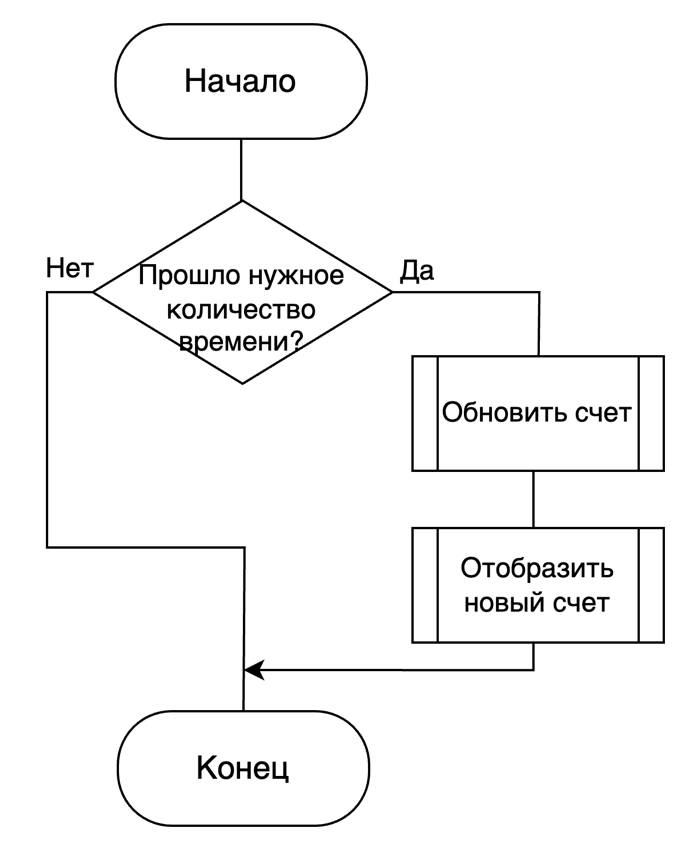 Начало
Нет
Да
Прошло нужное
количество
времени?
Обновить счет
Отобразить
новый счет
Конец